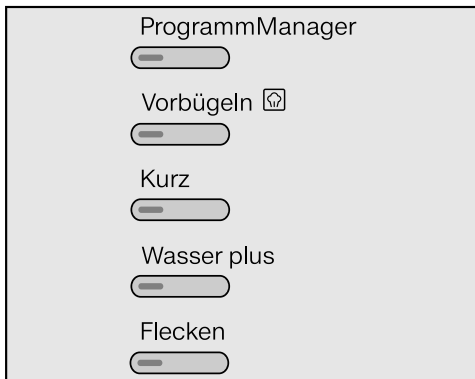 ProgrammManager
Vorbügeln
Kurz
Wasser plus
Flecken